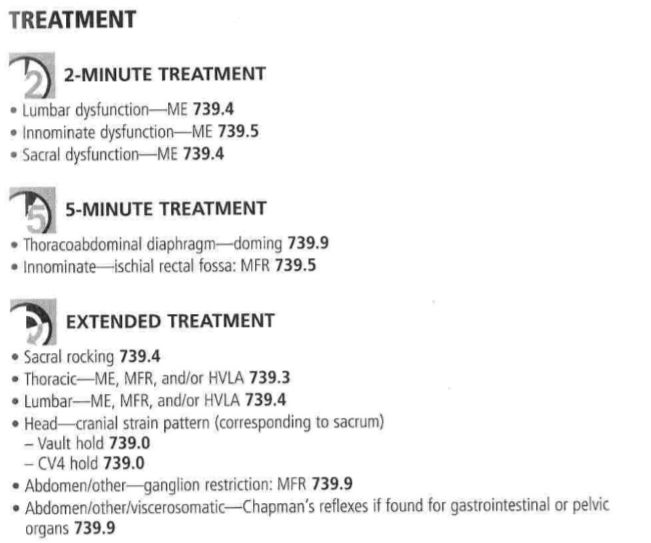 TREATMENT
2
2-MINUTE TREATMENT
• Lumbar dysfunction—ME 739.4
• Innominate dysfunction—ME 739.5
• Sacral dysfunction—ME 739.4
5
5-MINUTE TREATMENT
• Thoracoabdominal diaphragm—doming 739.9
• Innominate—ischial rectal fossa: MFR 739.5
EXTENDED TREATMENT
• Sacral rocking 739.4
• Thoracic—ME, MFR, and/or HVLA 739.3
• Lumbar—ME, MFR, and/or HVLA 739.4
• Head—cranial strain pattern (corresponding to sacrum)
– Vault hold 739.0
– CV4 hold 739.0
• Abdomen/other—ganglion restriction: MFR 739.9
• Abdomen/other/viscerosomatic—Chapman's reflexes if found for gastrointestinal or pelvic
organs 739.9